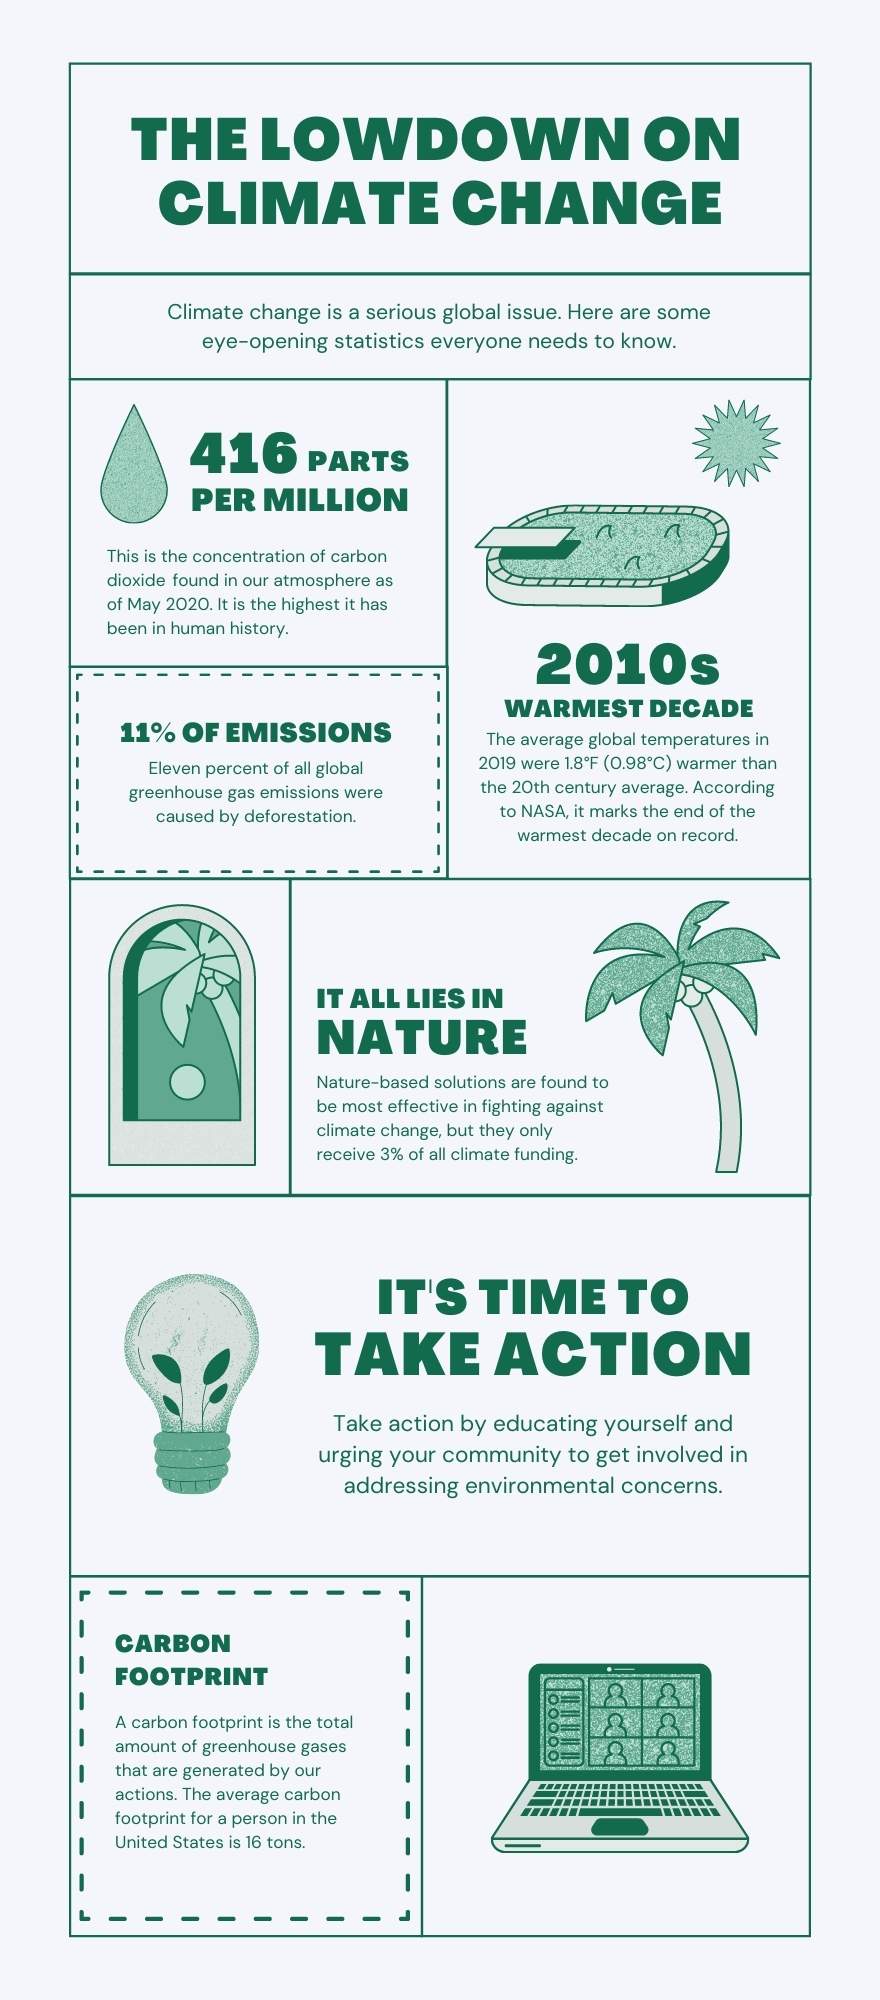 THE LOWDOWN ON
CLIMATE CHANGE
Climate change is a serious global issue. Here are some
eye-opening statistics everyone needs to know.
416 PARTS
PER MILLION
This is the concentration of carbon
dioxide found in our atmosphere as
of May 2020. It is the highest it has
been in human history.
11% OF EMISSIONS
Eleven percent of all global
greenhouse gas emissions were
caused by deforestation.
2010s
WARMEST DECADE
The average global temperatures in
2019 were 1.8°F (0.98°C) warmer than
the 20th century average. According
to NASA, it marks the end of the
warmest decade on record.
IT ALL LIES IN
NATURE
Nature-based solutions are found to
be most effective in fighting against
climate change, but they only
receive 3% of all climate funding.
IT'S TIME TO
TAKE ACTION
Take action by educating yourself and
urging your community to get involved in
addressing environmental concerns.
CARBON
FOOTPRINT
A carbon footprint is the total
amount of greenhouse gases
that are generated by our
actions. The average carbon
footprint for a person in the
United States is 16 tons.